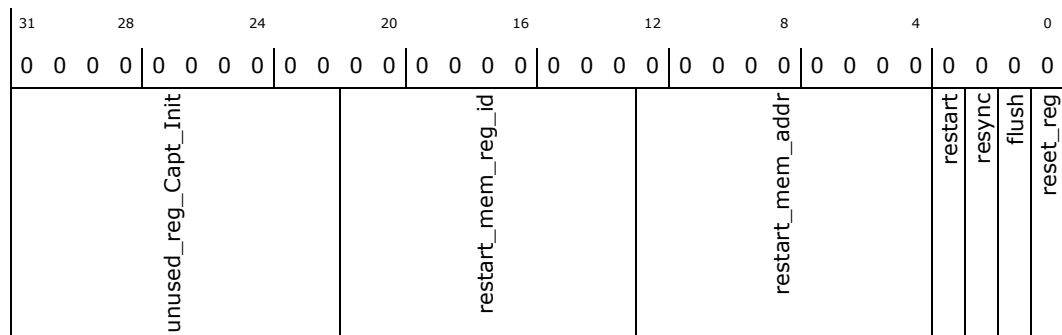 31 28 24 20 16 12 8 4 0
0 0 0 0 0 0 0 0 0 0 0 0 0 0 0 0 0 0 0 0 0 0 0 0 0 0 0 0 0 0 0 0
unused_reg_Capt_Init
restart_mem_reg_id
restart_mem_addr
restart
resync
flush
reset_reg